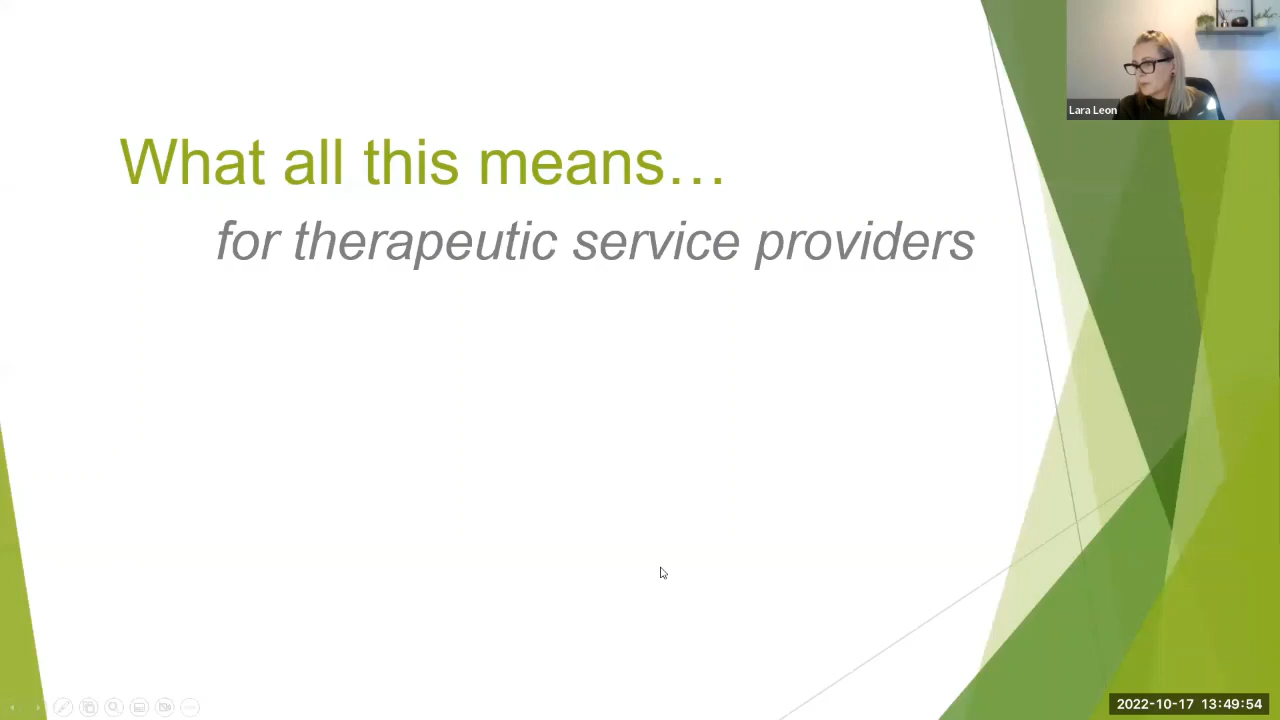 What all this means…
for therapeutic service providers
Lara Leon
2022-10-17 13:49:54